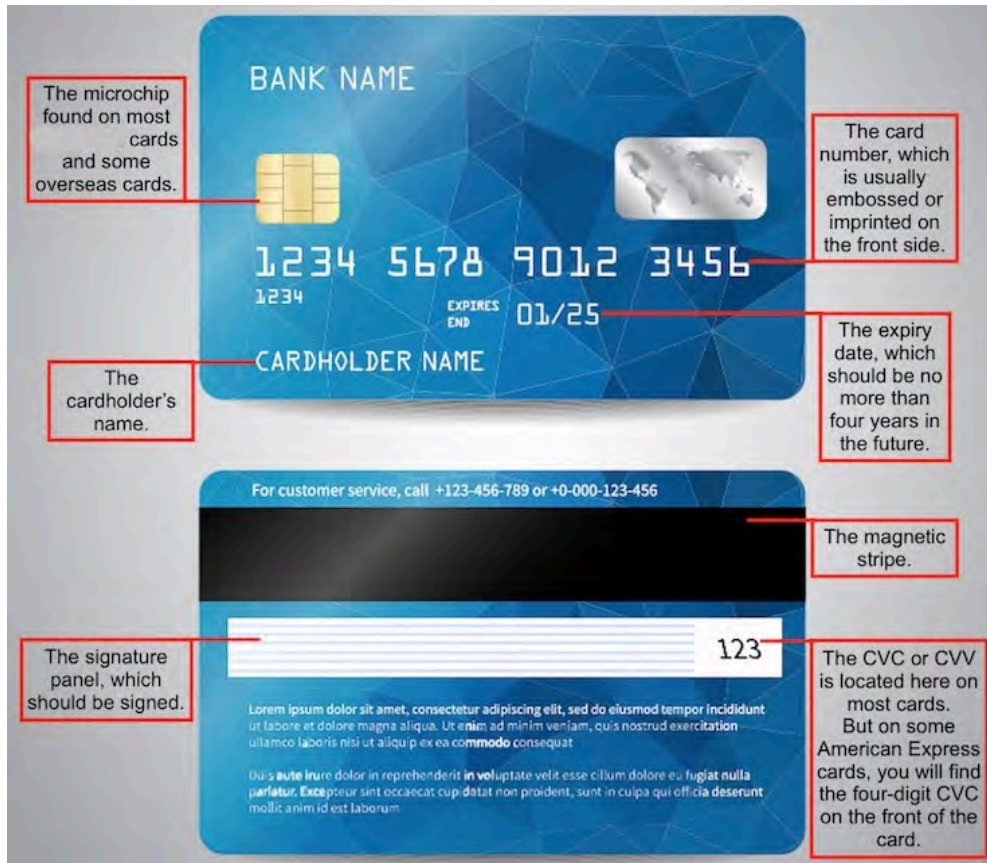 BANK NAME
The microchip
found on most
cards
and some
overseas cards.
The card
number, which
is usually
embossed or
imprinted on
the front side.
1234 5678 9012 3456
1234
EXPIRES
END
01/25
The expiry
date, which
should be no
more than
four years in
the future.
CARDHOLDER NAME
The
cardholder's
name.
For customer service, call +123-456-789 or +0-000-123-456
The magnetic
stripe.
The signature
panel, which
should be signed.
123
The CVC or CVV
is located here on
most cards.
But on some
American Express
cards, you will find
the four-digit CVC
on the front of the
card.
Lorem ipsum dolor sit amet, consectetur adipiscing elit, sed do eiusmod tempor incididunt
ut labore et dolore magna aliqua. Ut enim ad minim veniam, quis nostrud exercitation
ullamco laboris nisi ut aliquip ex ea commodo consequat
Duis aute irure dolor in reprehenderit in voluptate velit esse cillum dolore eu fugiat nulla
pariatur. Excepteur sint occaecat cupidatat non proident, sunt in culpa qui officia deserunt
mollit anim id est laborum